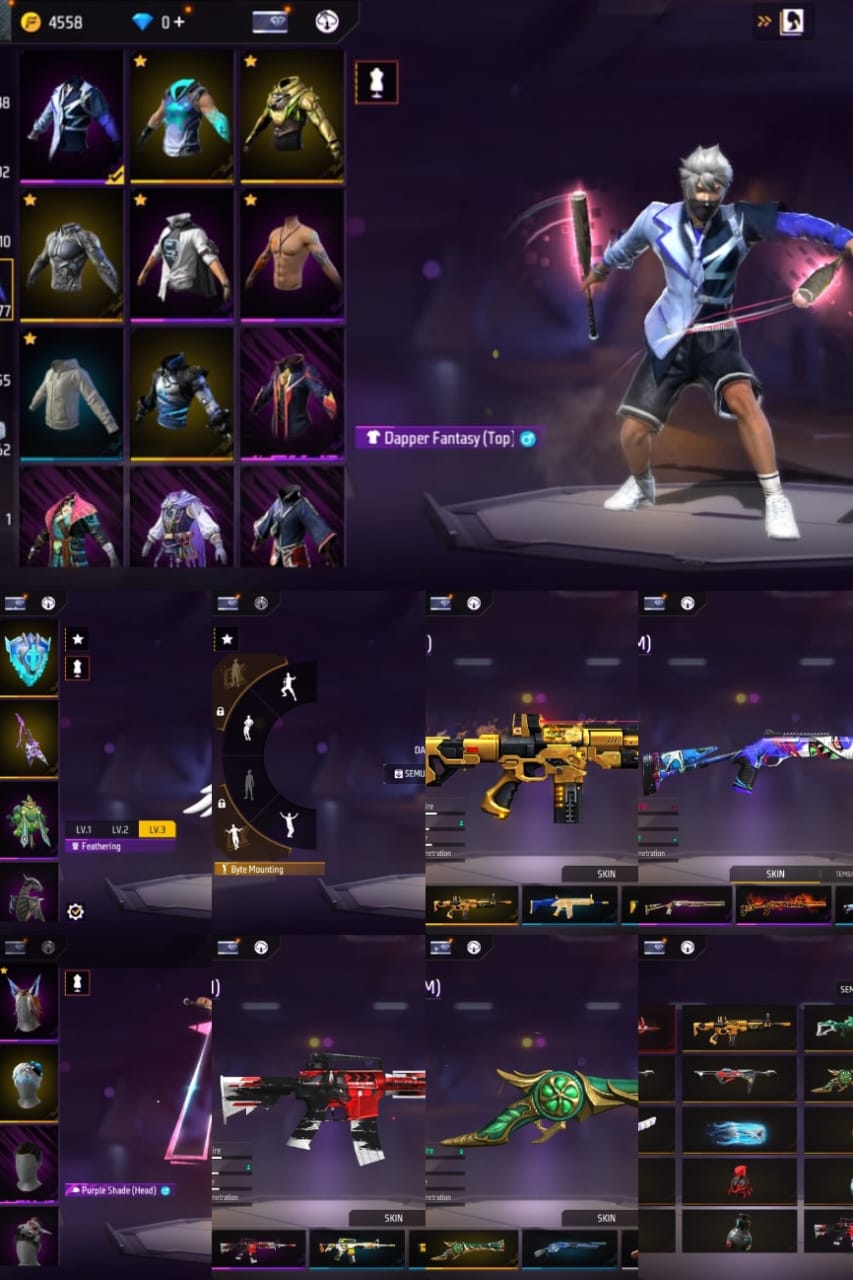 4558
0+
Dapper Fantasy (Top)
LV.1 LV.2 LV.3
Feathering
Byte Mounting
SEMU
SKIN
SKIN
Purple Shade (Head)
SKIN
SKIN